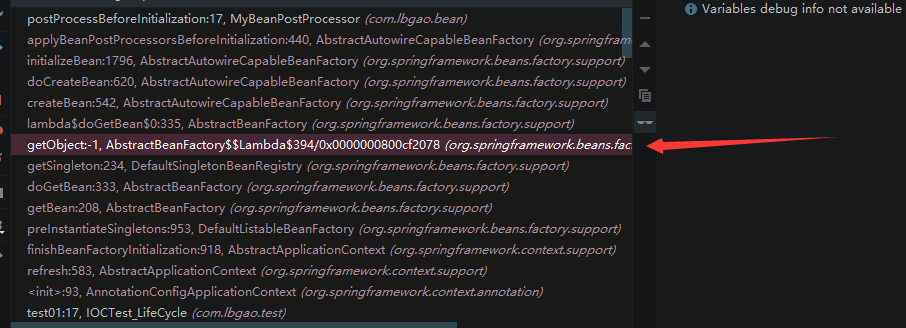 postProcessBeforeInitialization:17, MyBeanPostProcessor (com.lbgao.bean)
Variables debug info not available
applyBeanPostProcessorsBeforeInitialization:440, AbstractAutowireCapableBeanFactory (org.springfram
initializeBean:1796, AbstractAutowireCapableBeanFactory (org.springframework.beans.factory.support)
doCreateBean:620, AbstractAutowireCapableBeanFactory (org.springframework.beans.factory.support)
createBean:542, AbstractAutowireCapableBeanFactory (org.springframework.beans.factory.support)
lambda$doGetBean$0:335, AbstractBeanFactory (org.springframework.beans.factory.support)
getObject:-1, AbstractBeanFactory$$Lambda$394/0x0000000800cf2078 (org.springframework.beans.fac
getSingleton:234, DefaultSingletonBeanRegistry (org.springframework.beans.factory.support)
doGetBean:333, AbstractBeanFactory (org.springframework.beans.factory.support)
getBean:208, AbstractBeanFactory (org.springframework.beans.factory.support)
preInstantiateSingletons:953, DefaultListableBeanFactory (org.springframework.beans.factory.support)
finishBeanFactoryInitialization:918, AbstractApplicationContext (org.springframework.context.support)
refresh:583, AbstractApplicationContext (org.springframework.context.support)
<init>:93, AnnotationConfigApplicationContext (org.springframework.context.annotation)
test01:17, IOCTest_LifeCycle (com.lbgao.test)